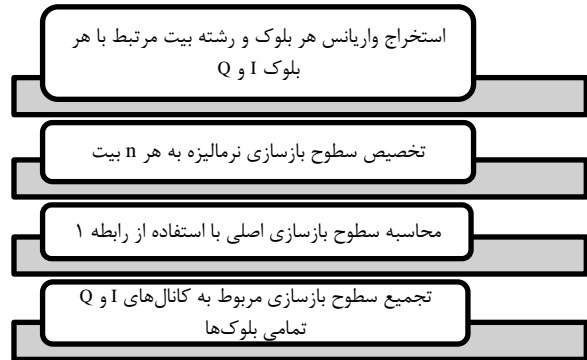 استخراج واریانس هر بلوک و رشته بیت مرتبط با هر
بلوک I و Q
تخصیص سطوح بازسازی نرمالیزه به هر n بیت
محاسبه سطوح بازسازی اصلی با استفاده از رابطه ۱
تجمیع سطوح بازسازی مربوط به کانال‌های I و Q
تمامی بلوک‌ها